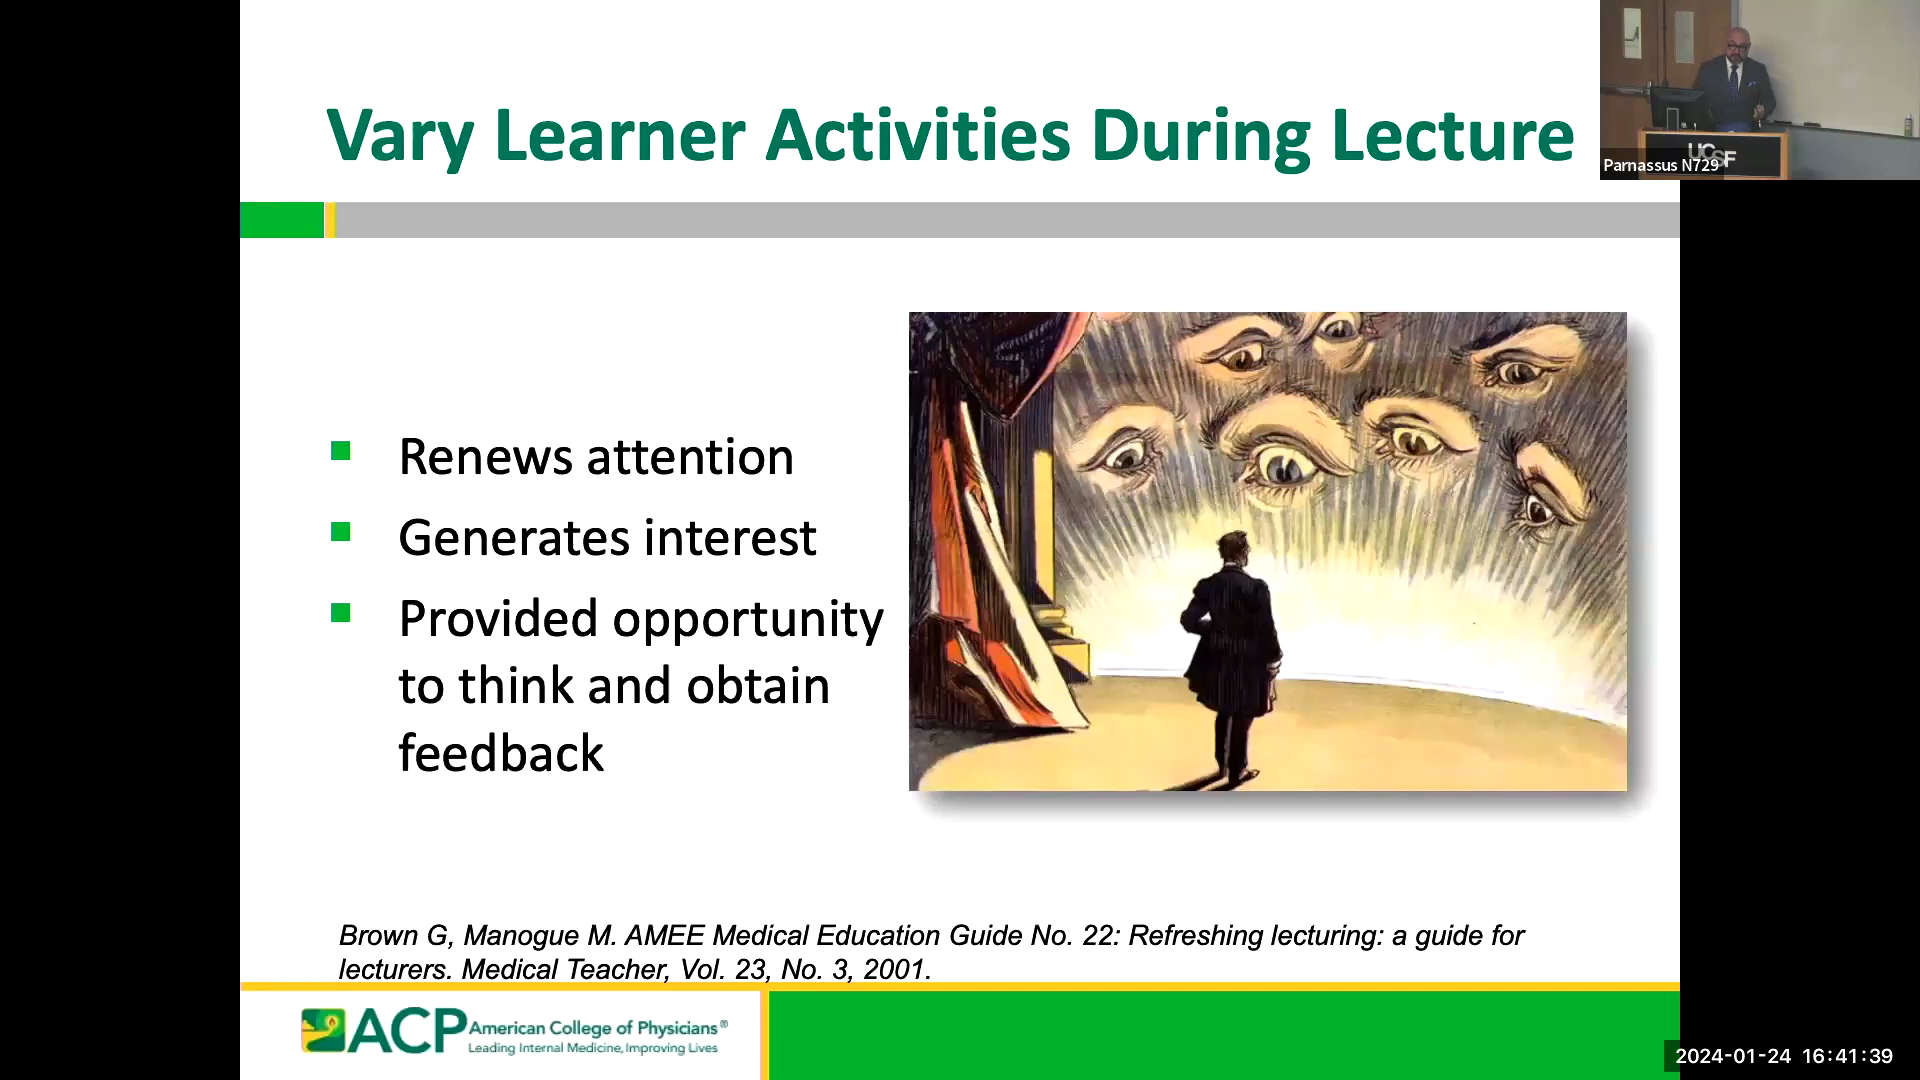 Vary Learner Activities During Lecture
UCSF
Parnassus N729
Renews attention
Generates interest
Provided opportunity
to think and obtain
feedback
Brown G, Manogue M. AMEE Medical Education Guide No. 22: Refreshing lecturing: a guide for
lecturers. Medical Teacher, Vol. 23, No. 3, 2001.
ACP American College of Physicians®
Leading Internal Medicine, Improving Lives
2024-01-24 16:41:39